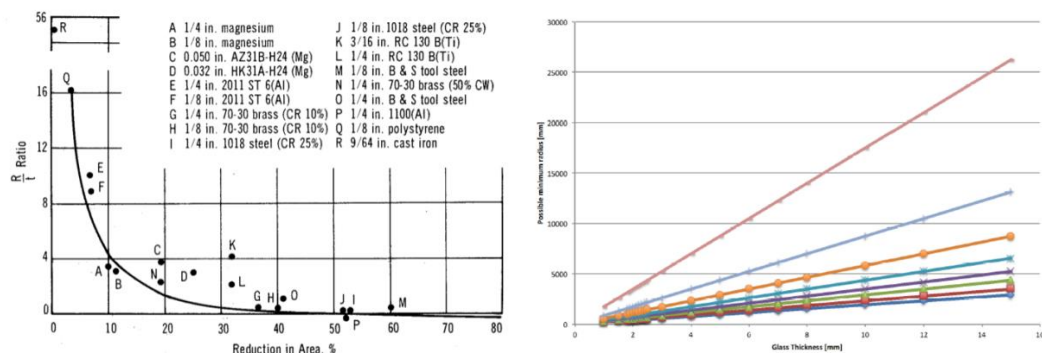 56
R
16
Q
12
8
4
0
R/t Ratio
A 1/4 in. magnesium
B 1/8 in. magnesium
C 0.050 in. AZ31B-H24 (Mg)
D 0.032 in. HK31A-H24 (Mg)
E 1/4 in. 2011 ST 6(Al)
F 1/8 in. 2011 ST 6(Al)
G 1/4 in. 70-30 brass (CR 10%)
H 1/8 in. 70-30 brass (CR 10%)
I 1/4 in. 1018 steel (CR 25%)
J 1/8 in. 1018 steel (CR 25%)
K 3/16 in. RC 130 B(Ti)
L 1/4 in. RC 130 B(Ti)
M 1/8 in. B & S tool steel
N 1/4 in. 70-30 brass (50% CW)
O 1/4 in. B & S tool steel
P 1/4 in. 1100(Al)
Q 1/8 in. polystyrene
R 9/64 in. cast iron
E
F
A
B
C
N
D
K
L
G
H
O
J I
P
M
0 10 20 30 40 50 60 70 80
Reduction in Area, %
Possible minimum radius [mm]
30000
25000
20000
15000
10000
5000
0
0 2 4 6 8 10 12 14 16
Glass Thickness [mm]